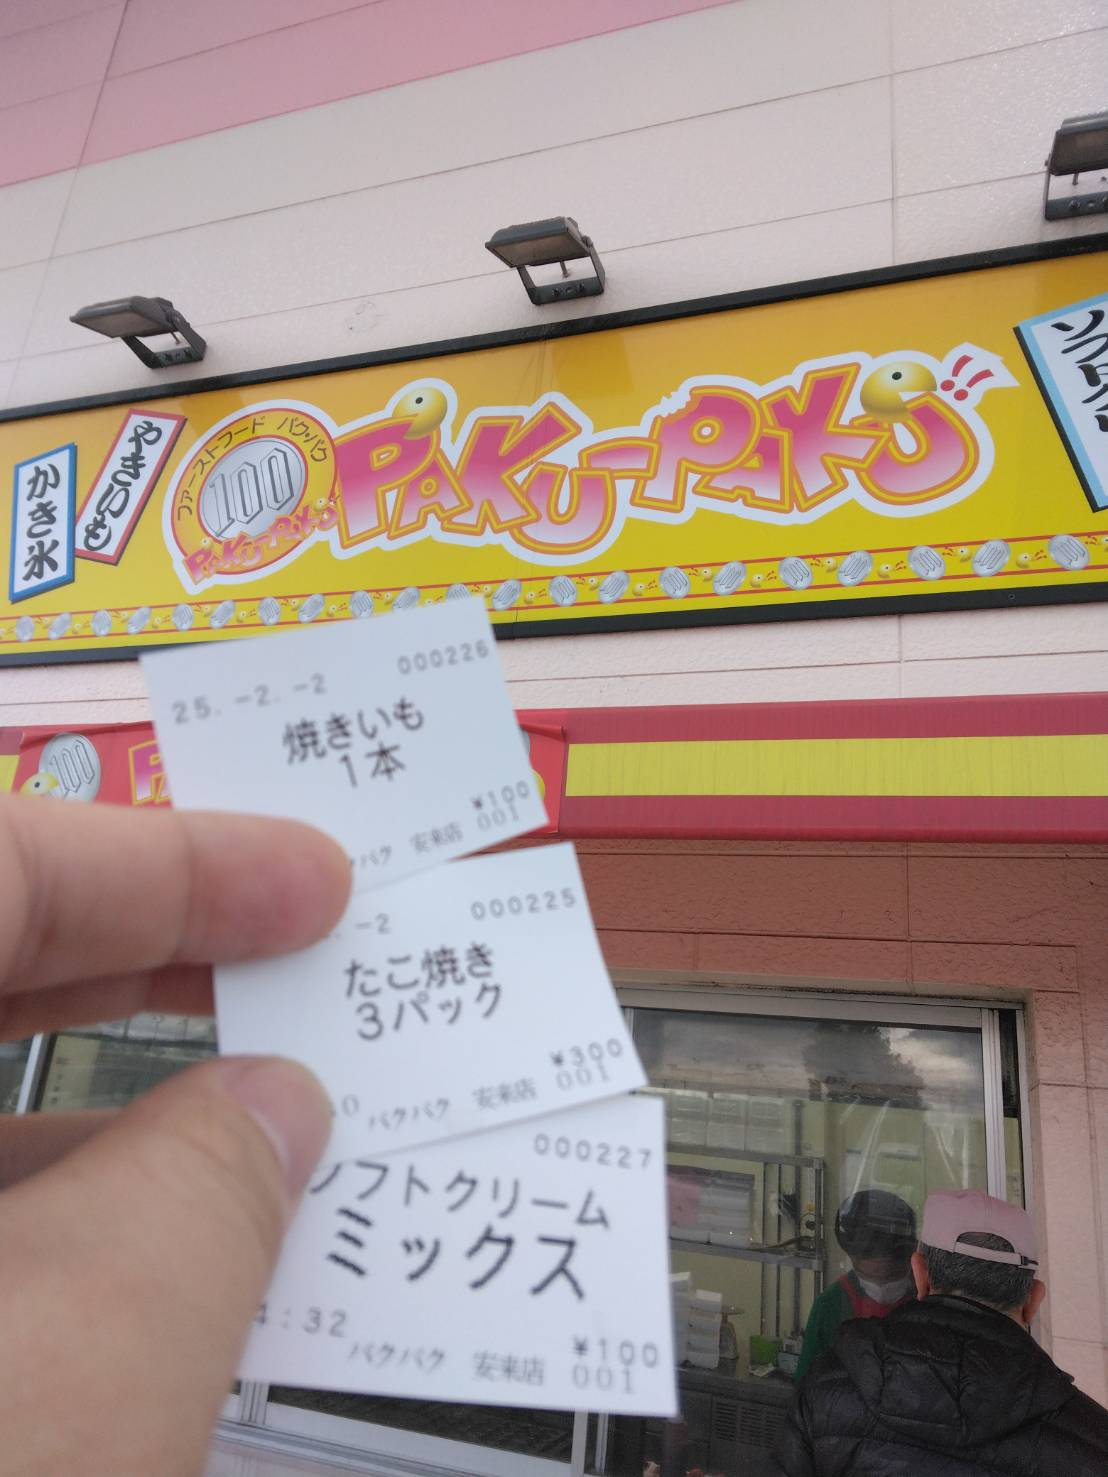 かき氷
やきいも
ファーストフード パク・パク
100
PAKU-PAKU
PAKU-PAKU!!
ソフト
100
25.-2.-2 000226
焼きいも
1本
¥100
パク 安来店 001
-2 000225
たこ焼き
3パック
¥300
パクパク 安来店 001
000227
ソフトクリーム
ミックス
4:32 ¥100
パクパク 安来店 001